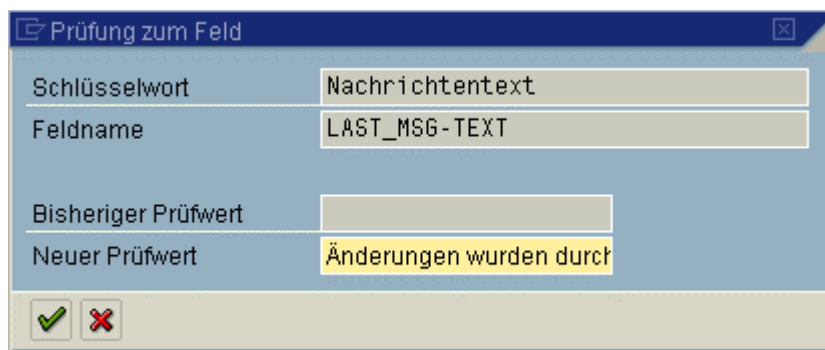 Prüfung zum Feld
Schlüsselwort Nachrichtentext
Feldname LAST_MSG-TEXT
Bisheriger Prüfwert
Neuer Prüfwert Änderungen wurden durch